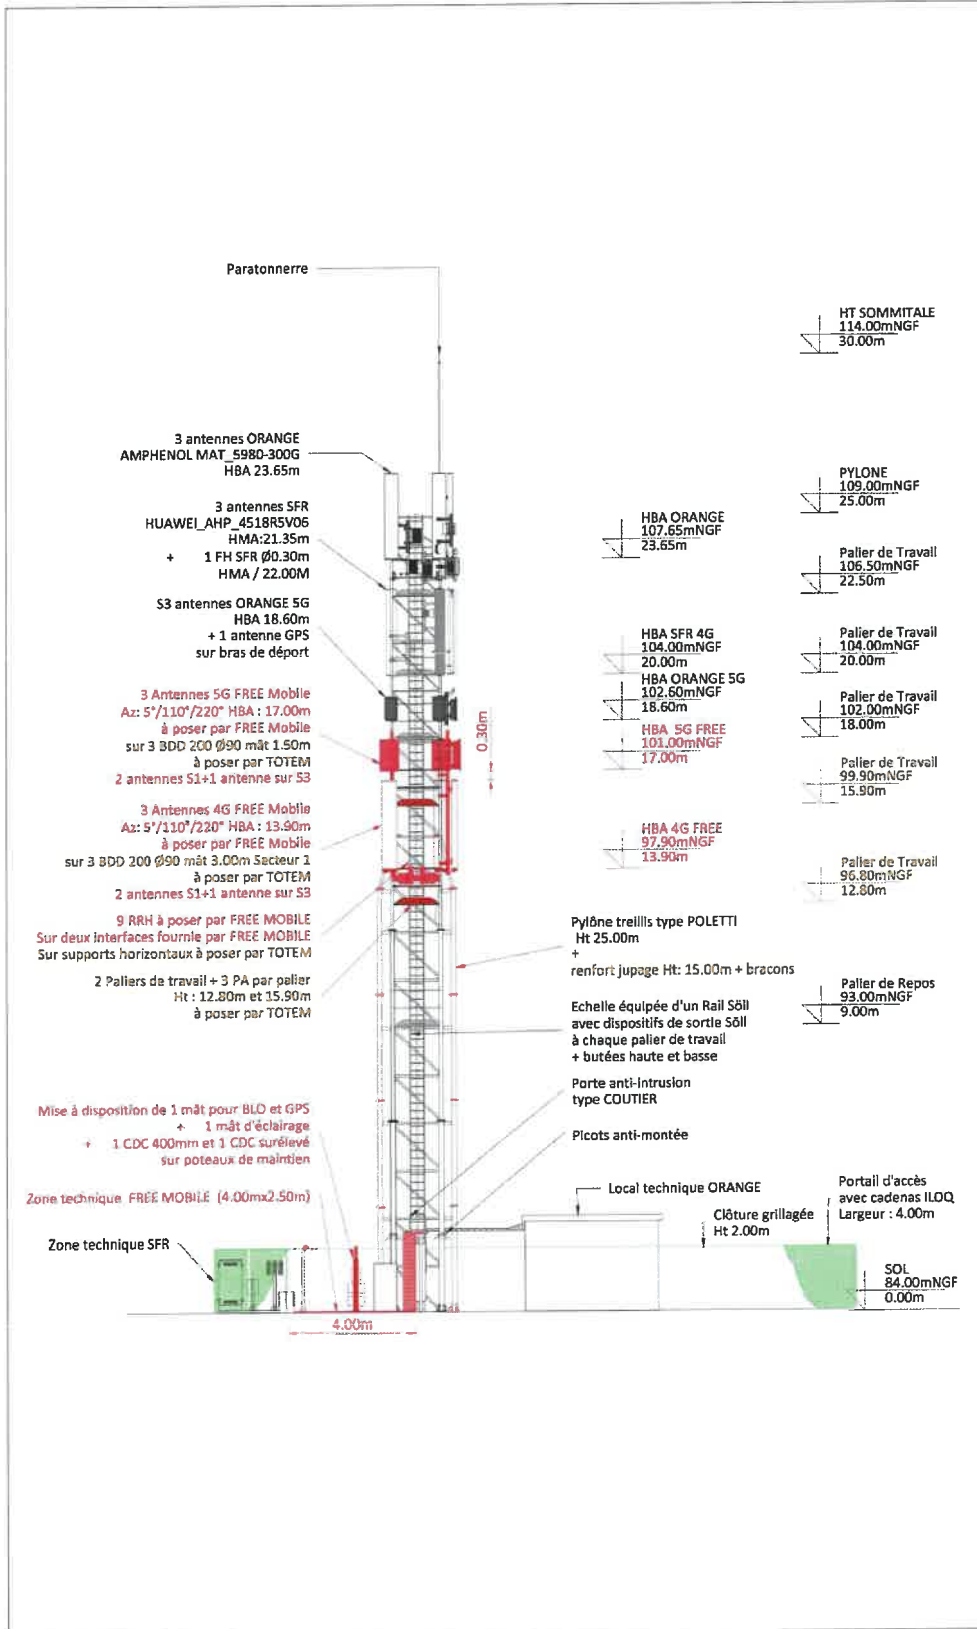 Paratonnerre
HT SOMMITALE
114.00mNGF
30.00m
3 antennes ORANGE
AMPHENOL MAT_5980-300G
HBA 23.65m
PYLONE
109.00mNGF
25.00m
3 antennes SFR
HUAWEI_AHP_4518R5V06
HMA:21.35m
+ 1 FH SFR Ø0.30m
HMA / 22.00M
HBA ORANGE
107.65mNGF
23.65m
Palier de Travail
106.50mNGF
22.50m
S3 antennes ORANGE 5G
HBA 18.60m
+ 1 antenne GPS
sur bras de déport
HBA SFR 4G
104.00mNGF
20.00m
Palier de Travail
104.00mNGF
20.00m
HBA ORANGE 5G
102.60mNGF
18.60m
Palier de Travail
102.00mNGF
18.00m
3 Antennes 5G FREE Mobile
Az: 5°/110°/220° HBA : 17.00m
à poser par FREE Mobile
sur 3 BDD 200 Ø90 mât 1.50m
à poser par TOTEM
2 antennes S1+1 antenne sur S3
0.30m
HBA 5G FREE
101.00mNGF
17.00m
Palier de Travail
99.90mNGF
15.90m
3 Antennes 4G FREE Mobile
Az: 5°/110°/220° HBA : 13.90m
à poser par FREE Mobile
sur 3 BDD 200 Ø90 mât 3.00m Secteur 1
à poser par TOTEM
2 antennes S1+1 antenne sur S3
HBA 4G FREE
97.90mNGF
13.90m
Palier de Travail
96.80mNGF
12.80m
9 RRH à poser par FREE MOBILE
Sur deux interfaces fournie par FREE MOBILE
Sur supports horizontaux à poser par TOTEM
Pylône treillis type POLETTI
Ht 25.00m
+
renfort jupage Ht: 15.00m + bracons
2 Paliers de travail + 3 PA par palier
Ht : 12.80m et 15.90m
à poser par TOTEM
Palier de Repos
93.00mNGF
9.00m
Echelle équipée d'un Rail Söll
avec dispositifs de sortie Söll
à chaque palier de travail
+ butées haute et basse
Porte anti-intrusion
type COUTIER
Picots anti-montée
Mise à disposition de 1 mât pour BLO et GPS
+ 1 mât d'éclairage
+ 1 CDC 400mm et 1 CDC surélevé
sur poteaux de maintien
Zone technique FREE MOBILE (4.00mx2.50m)
Local technique ORANGE
Portail d'accès
avec cadenas ILOQ
Largeur : 4.00m
Clôture grillagée
Ht 2.00m
Zone technique SFR
SOL
84.00mNGF
0.00m
4.00m